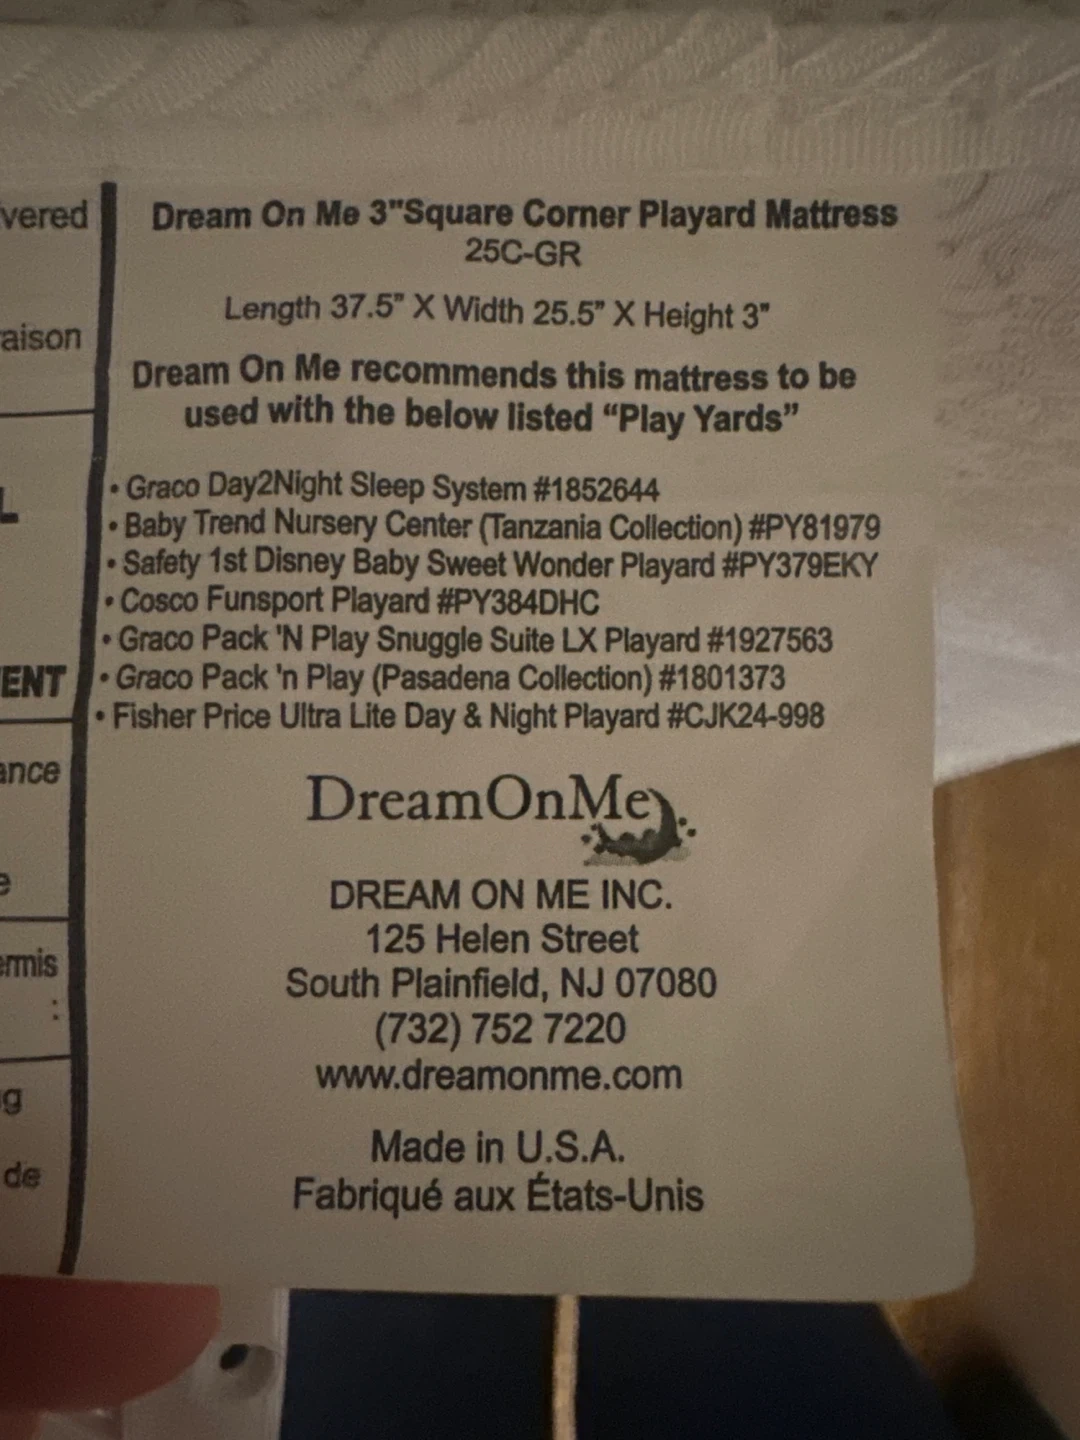 vered
aison
L
ENT
ance
e
ermis
:
g
de
Dream On Me 3"Square Corner Playard Mattress
25C-GR
Length 37.5” X Width 25.5” X Height 3"
Dream On Me recommends this mattress to be
used with the below listed “Play Yards”
• Graco Day2Night Sleep System #1852644
• Baby Trend Nursery Center (Tanzania Collection) #PY81979
• Safety 1st Disney Baby Sweet Wonder Playard #PY379EKY
• Cosco Funsport Playard #PY384DHC
• Graco Pack 'N Play Snuggle Suite LX Playard #1927563
• Graco Pack 'n Play (Pasadena Collection) #1801373
• Fisher Price Ultra Lite Day & Night Playard #CJK24-998
DreamOnMe
DREAM ON ME INC.
125 Helen Street
South Plainfield, NJ 07080
(732) 752 7220
www.dreamonme.com
Made in U.S.A.
Fabriqué aux États-Unis